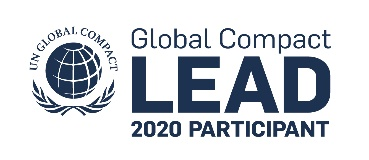 UN GLOBAL COMPACT
Global Compact
LEAD
2020 PARTICIPANT